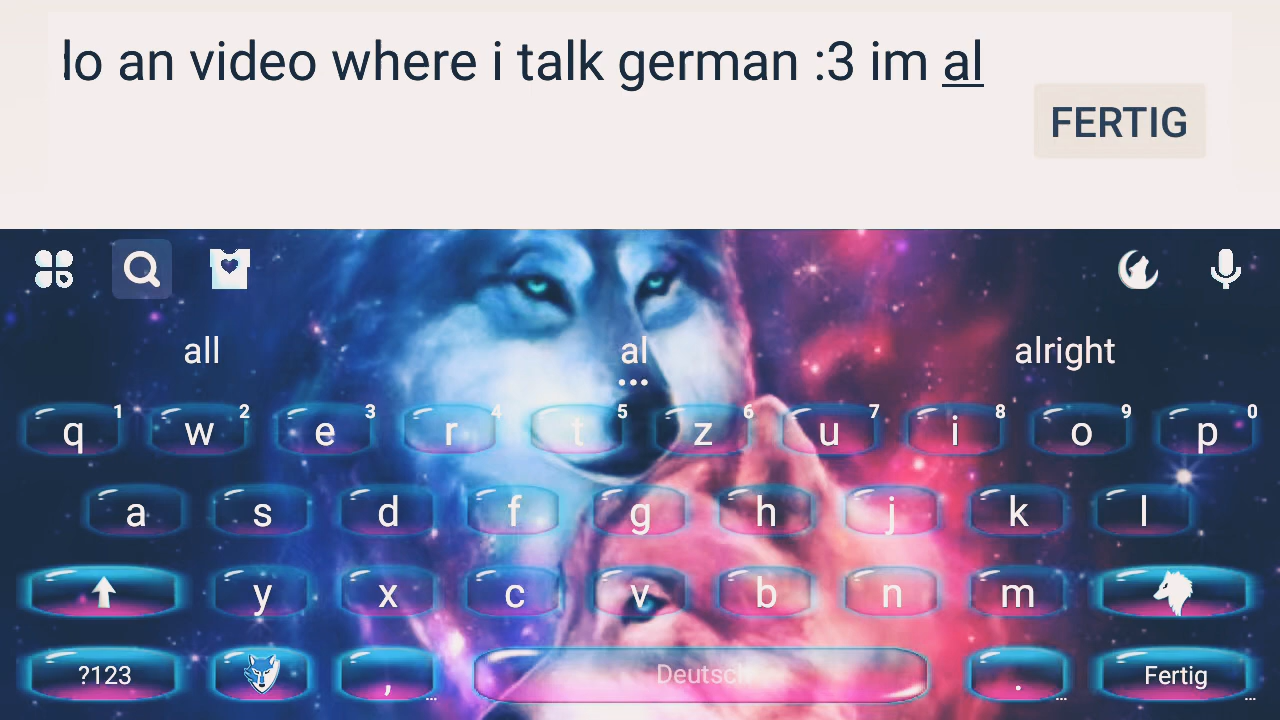 lo an video where i talk german :3 im al
FERTIG
all al alright
q 1 w 2 e 3 r 4 t 5 z 6 u 7 i 8 o 9 p 0
a s d f g h j k l
y x c v b n m
?123 , Deutsch . Fertig